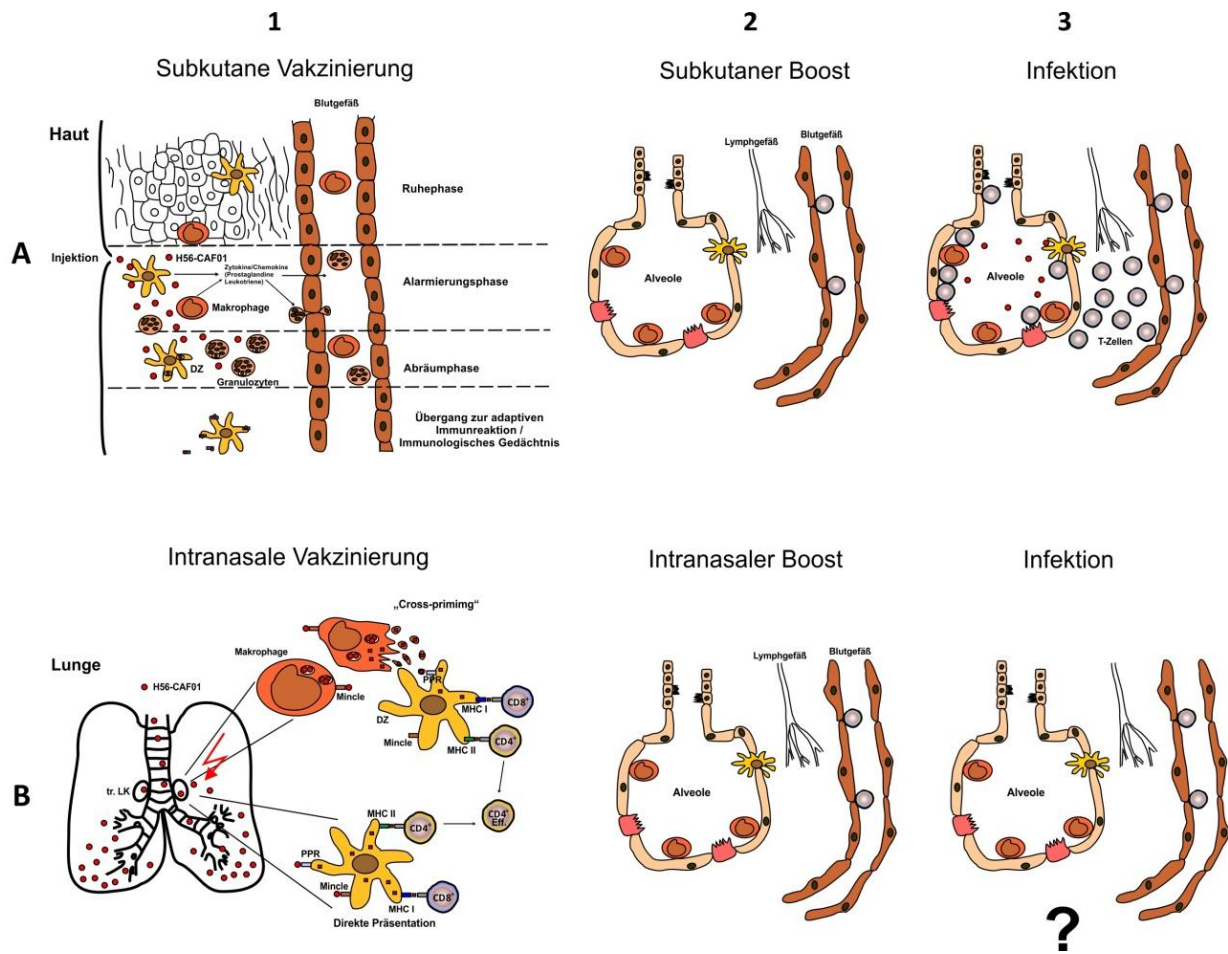 1
2
3
Subkutane Vakzinierung
Subkutaner Boost
Infektion
A
Haut
Blutgefäß
Ruhephase
Injektion
H56-CAF01
Zytokine/Chemokine
(Prostaglandine
Leukotriene)
Makrophage
Alarmierungsphase
DZ
Granulozyten
Abräumphase
Übergang zur adaptiven
Immunreaktion /
Immunologisches Gedächtnis
Lymphgefäß
Blutgefäß
Alveole
Alveole
T-Zellen
Intranasale Vakzinierung
Intranasaler Boost
Infektion
B
Lunge
H56-CAF01
tr. LK
„Cross-primimg“
Makrophage
Mincle
PPR
MHC I
CD8⁺
DZ
Mincle
MHC II
CD4⁺
CD4⁺
Eff.
MHC II
CD4⁺
PPR
Mincle
MHC I
CD8⁺
Direkte Präsentation
Lymphgefäß
Blutgefäß
Alveole
Alveole
?